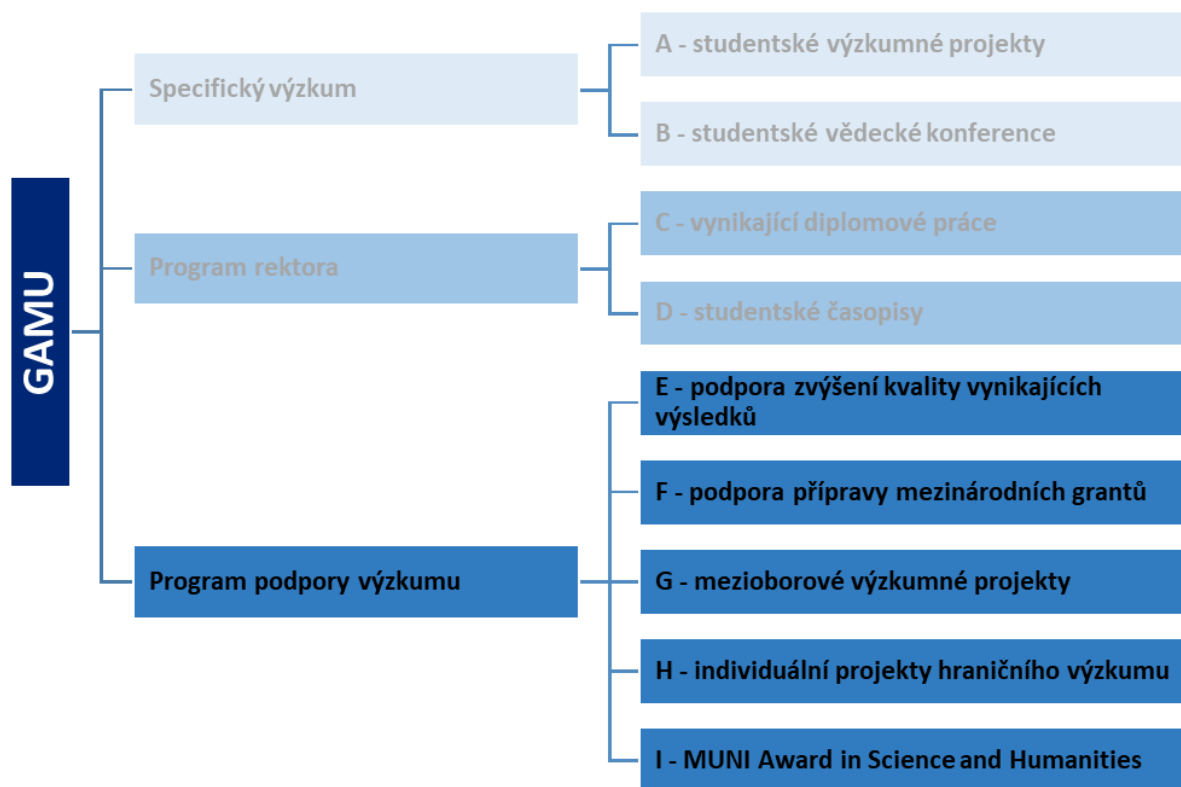 GAMU
Specifický výzkum
A - studentské výzkumné projekty
B - studentské vědecké konference
Program rektora
C - vynikající diplomové práce
D - studentské časopisy
Program podpory výzkumu
E - podpora zvýšení kvality vynikajících
výsledků
F - podpora přípravy mezinárodních grantů
G - mezioborové výzkumné projekty
H - individuální projekty hraničního výzkumu
I - MUNI Award in Science and Humanities